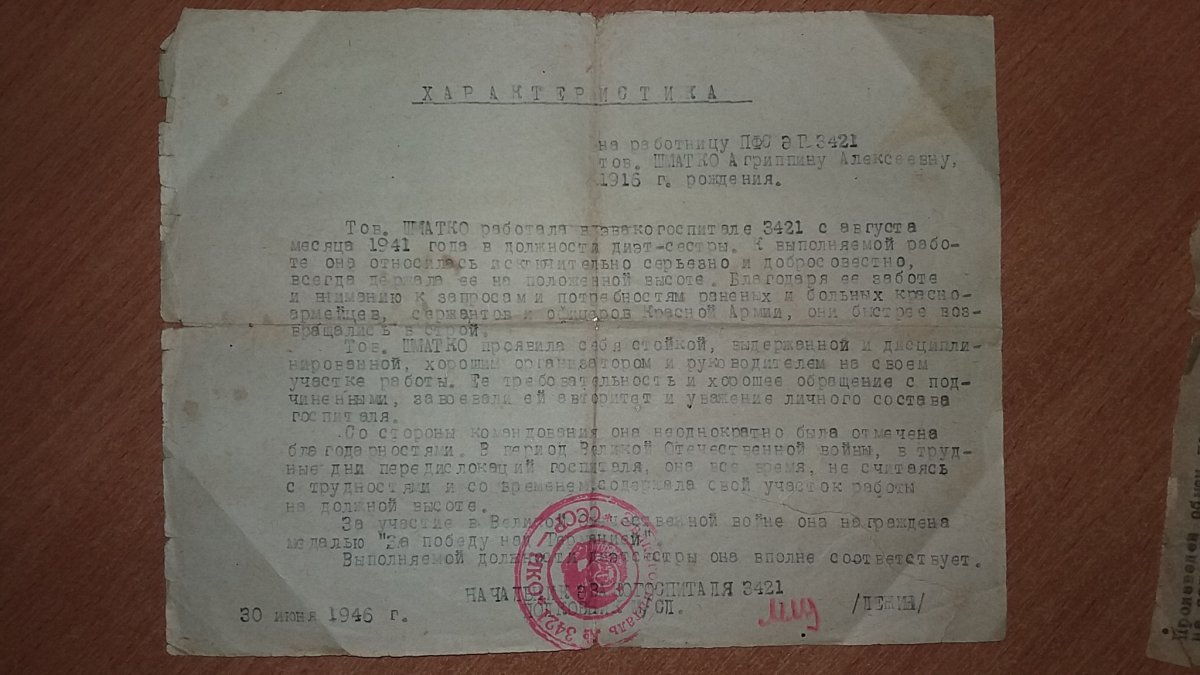 ХАРАКТЕРИСТИКА
на работницу ПФС ЭГ 3421
тов. ШМАТКО Агриппину Алексеевну,
1916 г. рождения.
Тов. ШМАТКО работала в эвакогоспитале 3421 с августа
месяца 1941 года в должности диэт-сестры. К выполняемой рабо-
те она относилась исключительно серьезно и добросовестно,
всегда держала ее на положенной высоте. Благодаря ее заботе
и вниманию к запросам и потребностям раненых и больных красно-
армейцев, сержантов и офицеров Красной Армии, они быстрее воз-
вращались в строй.
Тов. ШМАТКО проявила себя стойкой, выдержанной и дисципли-
нированной, хорошим организатором и руководителем на своем
участке работы. Ее требовательность и хорошее обращение с под-
чиненными, завоевали ей авторитет и уважение личного состава
госпиталя.
Со стороны командования она неоднократно была отмечена
благодарностями. В период Великой Отечественной войны, в труд-
ные дни передислокаций госпиталя, она все время, не считаясь
с трудностями и со временем содержала свой участок работы
на должной высоте.
За участие в Великой Отечественной войне она награждена
медалью "За победу над Германией".
Выполняемой должности диэтсестры она вполне соответствует.
НАЧАЛЬНИК ЭВАКОГОСПИТАЛЯ 3421
30 июня 1946 г.
СССР — НКО
№ 3421